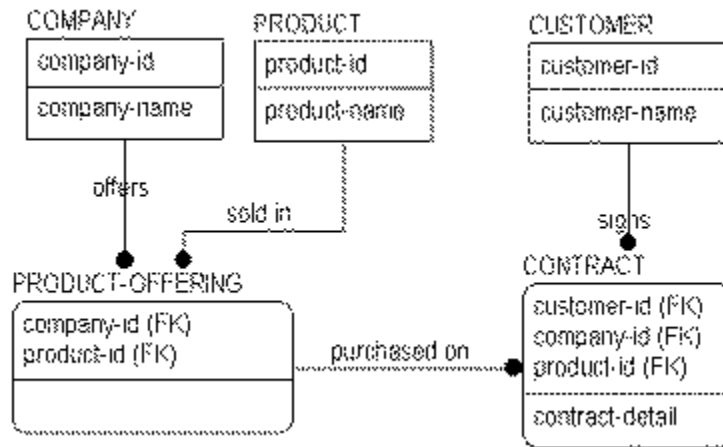 COMPANY
company-id
company-name
PRODUCT
product-id
product-name
CUSTOMER
customer-id
customer-name
offers
sold in
signs
PRODUCT-OFFERING
company-id (FK)
product-id (FK)
purchased on
CONTRACT
customer-id (FK)
company-id (FK)
product-id (FK)
contract-detail